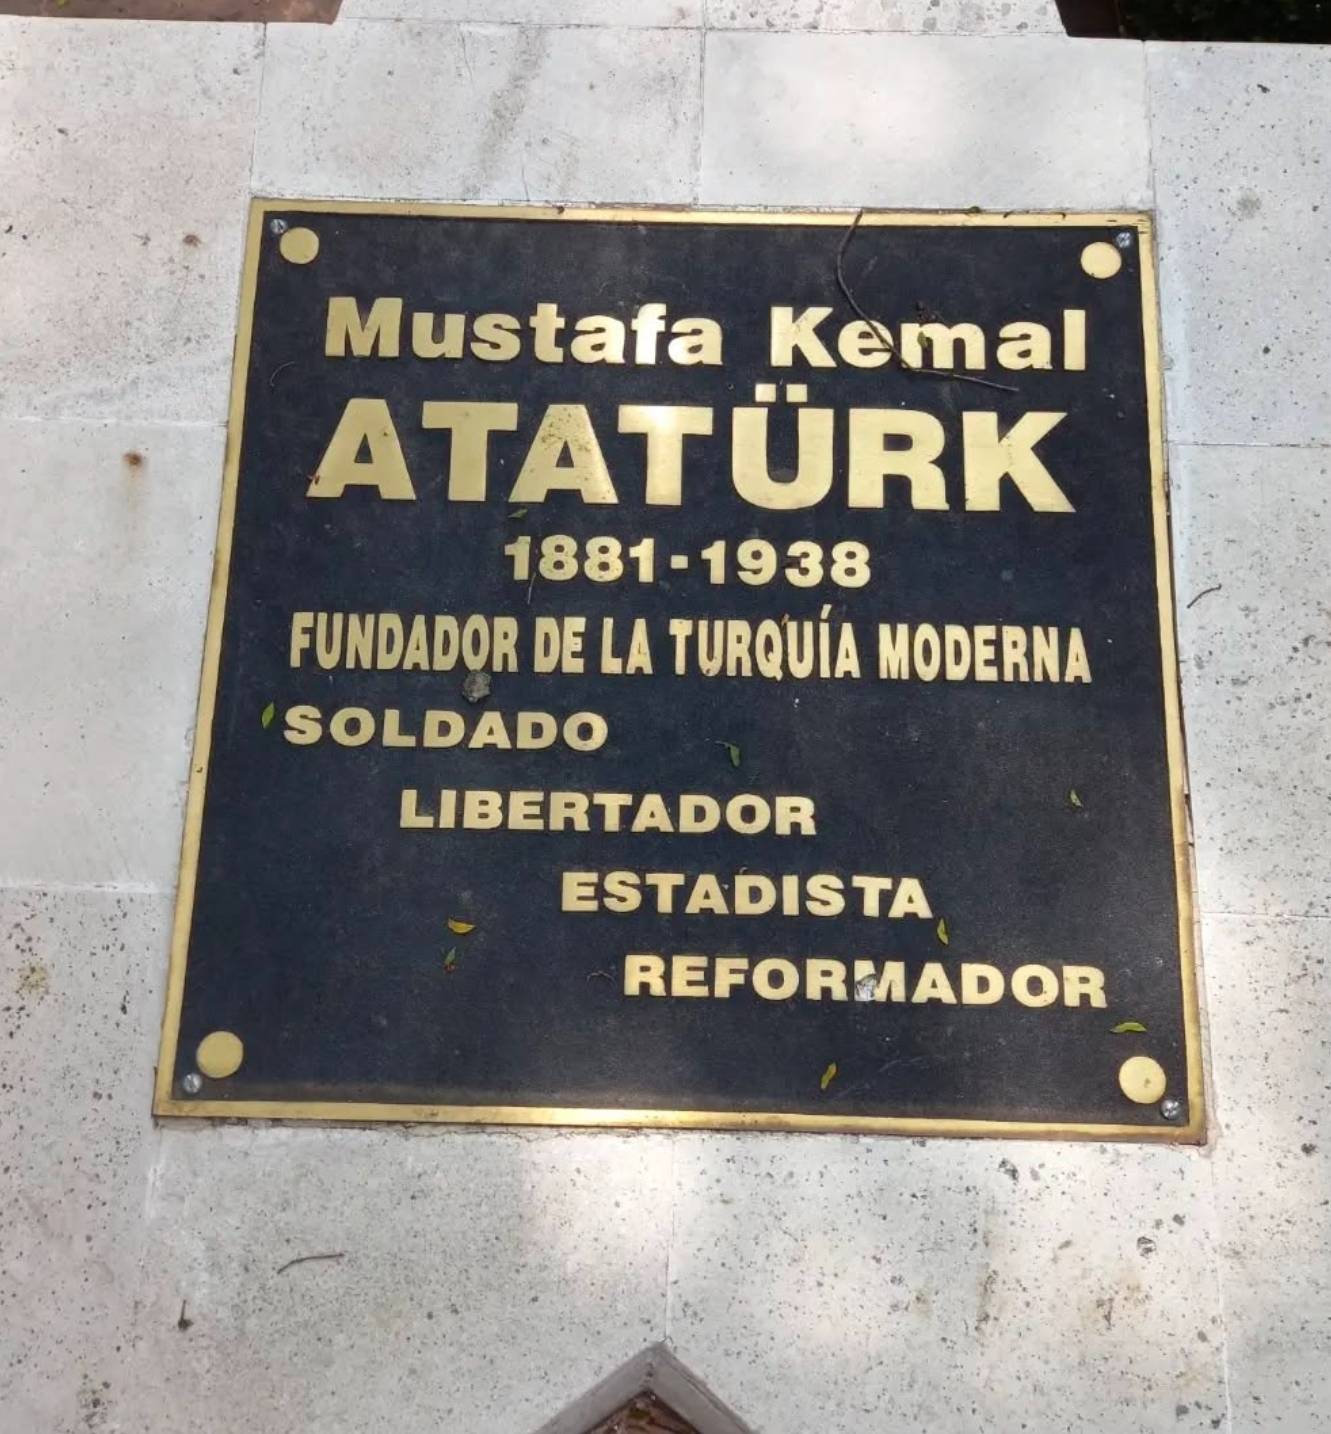 Mustafa Kemal
ATATÜRK
1881-1938
FUNDADOR DE LA TURQUÍA MODERNA
SOLDADO
LIBERTADOR
ESTADISTA
REFORMADOR